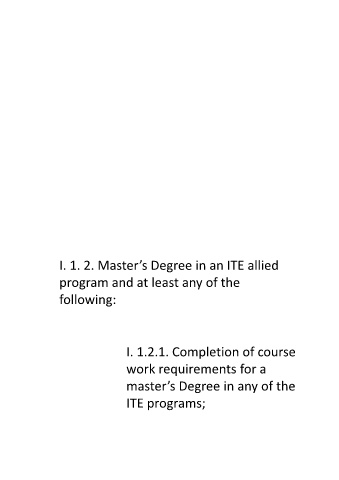 I. 1. 2. Master’s Degree in an ITE allied
program and at least any of the
following:
I. 1.2.1. Completion of course
work requirements for a
master’s Degree in any of the
ITE programs;